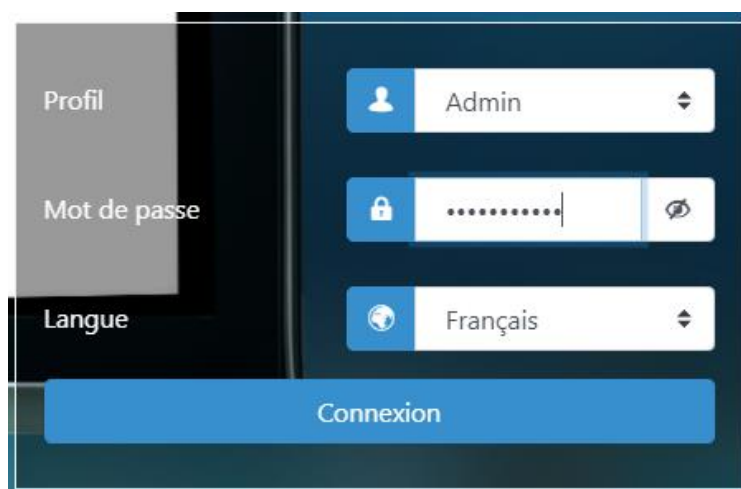 Profil Admin
Mot de passe •••••••••••
Langue Français
Connexion